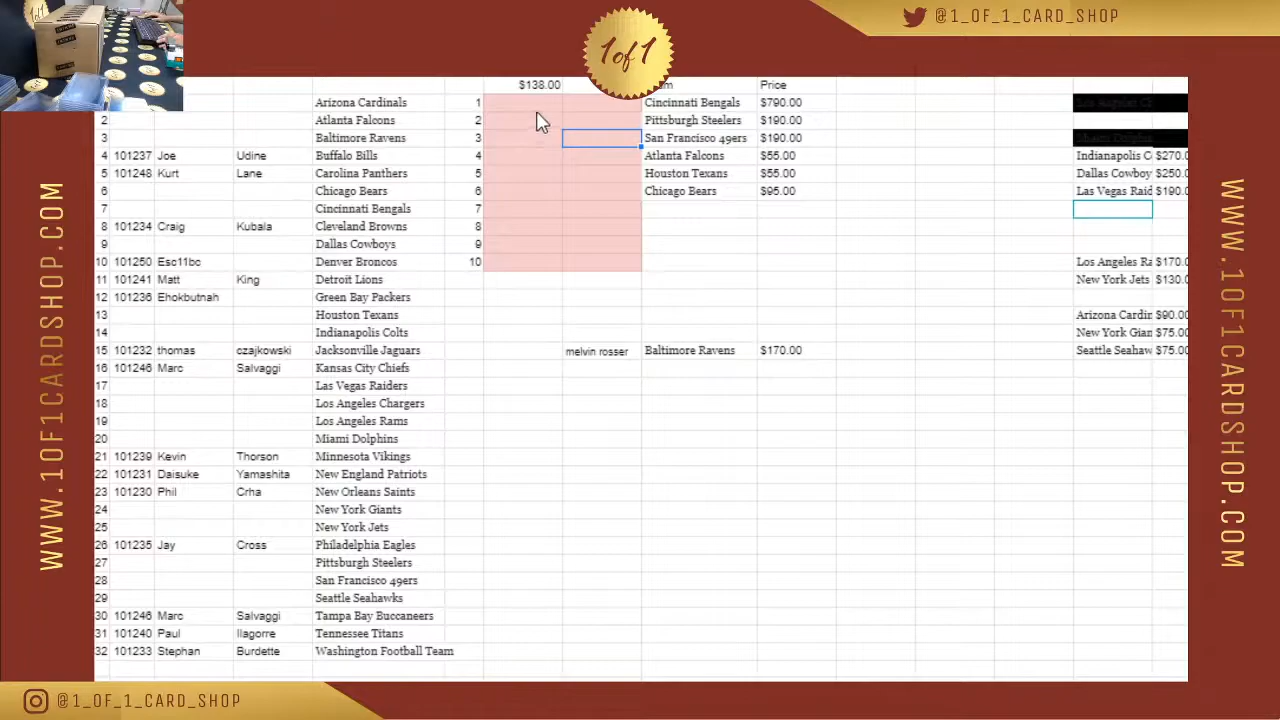 1of1
@1_OF_1_CARD_SHOP
1of1
WWW.1OF1CARDSHOP.COM
$138.00 Price
Arizona Cardinals 1 Cincinnati Bengals $790.00
2 Atlanta Falcons 2 Pittsburgh Steelers $190.00
3 Baltimore Ravens 3 San Francisco 49ers $190.00
4 101237 Joe Udine Buffalo Bills 4 Atlanta Falcons $55.00 Indianapolis C $270.0
5 101248 Kurt Lane Carolina Panthers 5 Houston Texans $55.00 Dallas Cowboy $250.0
6 Chicago Bears 6 Chicago Bears $95.00 Las Vegas Raid $190.0
7 Cincinnati Bengals 7
8 101234 Craig Kubala Cleveland Browns 8
9 Dallas Cowboys 9
10 101250 Esc11bc Denver Broncos 10 Los Angeles Ra $170.0
11 101241 Matt King Detroit Lions New York Jets $130.0
12 101236 Ehokbutnah Green Bay Packers
13 Houston Texans Arizona Cardin $90.00
14 Indianapolis Colts New York Gian $75.00
15 101232 thomas czajkowski Jacksonville Jaguars melvin rosser Baltimore Ravens $170.00 Seattle Seahaw $75.00
16 101246 Marc Salvaggi Kansas City Chiefs
17 Las Vegas Raiders
18 Los Angeles Chargers
19 Los Angeles Rams
20 Miami Dolphins
21 101239 Kevin Thorson Minnesota Vikings
22 101231 Daisuke Yamashita New England Patriots
23 101230 Phil Crha New Orleans Saints
24 New York Giants
25 New York Jets
26 101235 Jay Cross Philadelphia Eagles
27 Pittsburgh Steelers
28 San Francisco 49ers
29 Seattle Seahawks
30 101246 Marc Salvaggi Tampa Bay Buccaneers
31 101240 Paul Ilagorre Tennessee Titans
32 101233 Stephan Burdette Washington Football Team
WWW.1OF1CARDSHOP.COM
@1_OF_1_CARD_SHOP